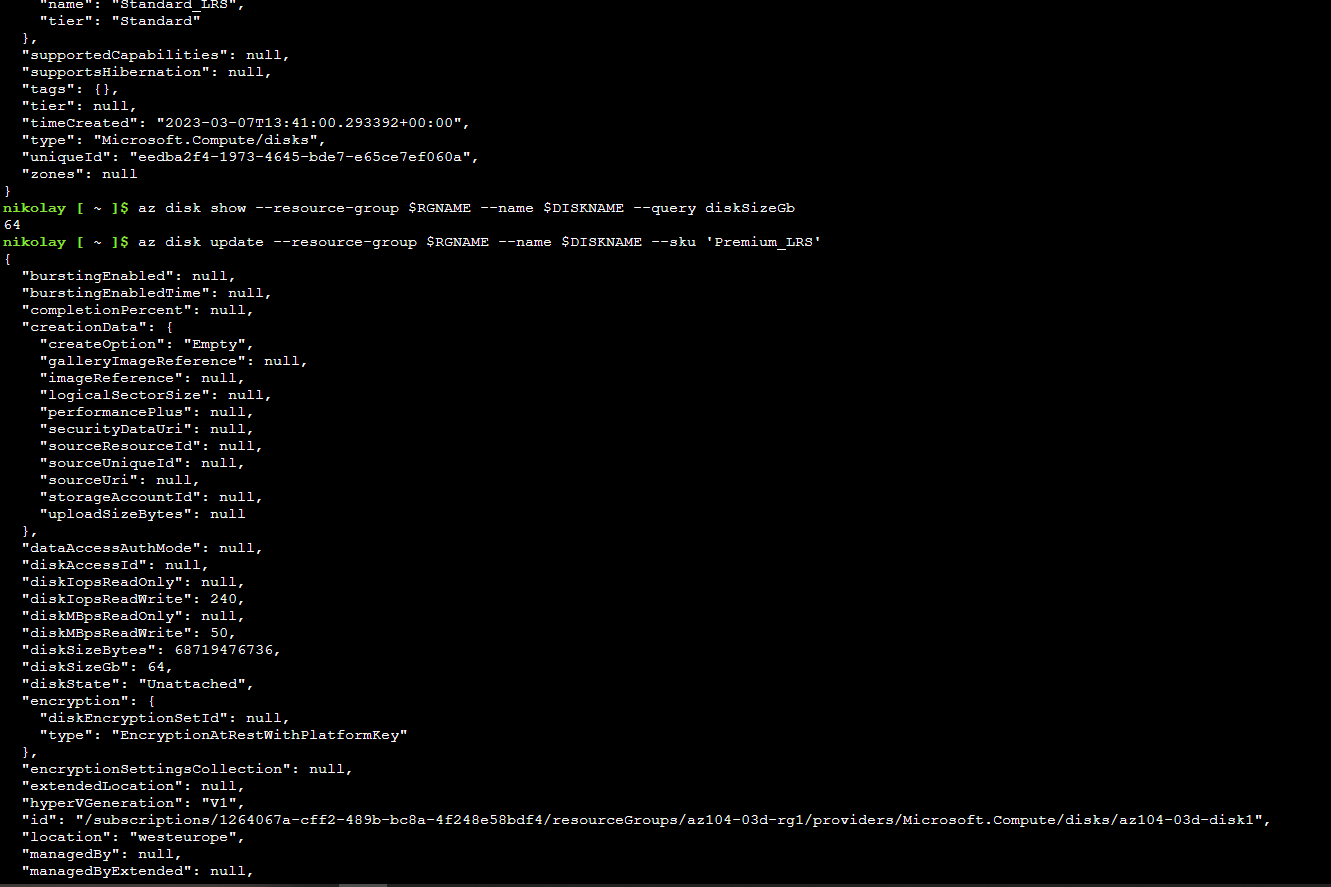 "name": "Standard_LRS",
"tier": "Standard"
},
"supportedCapabilities": null,
"supportsHibernation": null,
"tags": {},
"tier": null,
"timeCreated": "2023-03-07T13:41:00.293392+00:00",
"type": "Microsoft.Compute/disks",
"uniqueId": "eedba2f4-1973-4645-bde7-e65ce7ef060a",
"zones": null
}
nikolay [ ~ ]$ az disk show --resource-group $RGNAME --name $DISKNAME --query diskSizeGb
64
nikolay [ ~ ]$ az disk update --resource-group $RGNAME --name $DISKNAME --sku 'Premium_LRS'
{
"burstingEnabled": null,
"burstingEnabledTime": null,
"completionPercent": null,
"creationData": {
"createOption": "Empty",
"galleryImageReference": null,
"imageReference": null,
"logicalSectorSize": null,
"performancePlus": null,
"securityDataUri": null,
"sourceResourceId": null,
"sourceUniqueId": null,
"sourceUri": null,
"storageAccountId": null,
"uploadSizeBytes": null
},
"dataAccessAuthMode": null,
"diskAccessId": null,
"diskIopsReadOnly": null,
"diskIopsReadWrite": 240,
"diskMBpsReadOnly": null,
"diskMBpsReadWrite": 50,
"diskSizeBytes": 68719476736,
"diskSizeGb": 64,
"diskState": "Unattached",
"encryption": {
"diskEncryptionSetId": null,
"type": "EncryptionAtRestWithPlatformKey"
},
"encryptionSettingsCollection": null,
"extendedLocation": null,
"hyperVGeneration": "V1",
"id": "/subscriptions/1264067a-cff2-489b-bc8a-4f248e58bdf4/resourceGroups/az104-03d-rg1/providers/Microsoft.Compute/disks/az104-03d-disk1",
"location": "westeurope",
"managedBy": null,
"managedByExtended": null,